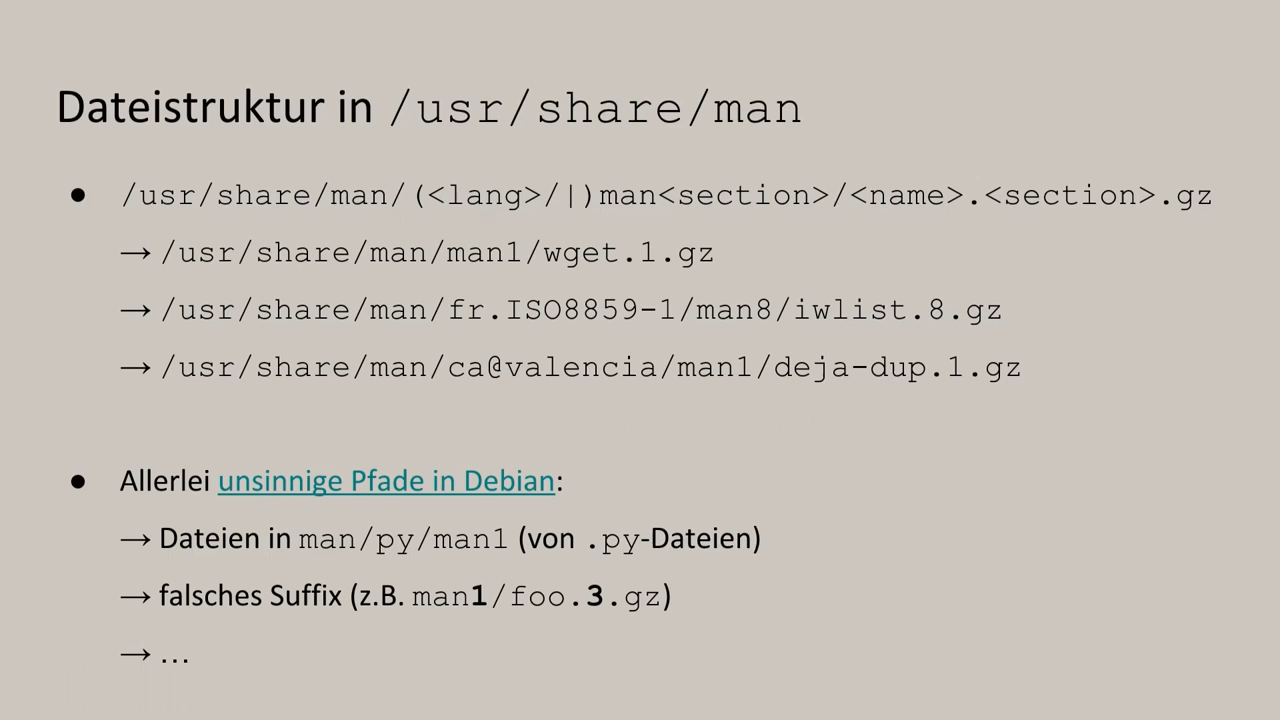 Dateistruktur in /usr/share/man
● /usr/share/man/(<lang>/|)man<section>/<name>.<section>.gz
→ /usr/share/man/man1/wget.1.gz
→ /usr/share/man/fr.ISO8859-1/man8/iwlist.8.gz
→ /usr/share/man/ca@valencia/man1/deja-dup.1.gz
● Allerlei unsinnige Pfade in Debian:
→ Dateien in man/py/man1 (von .py-Dateien)
→ falsches Suffix (z.B. man1/foo.3.gz)
→ …